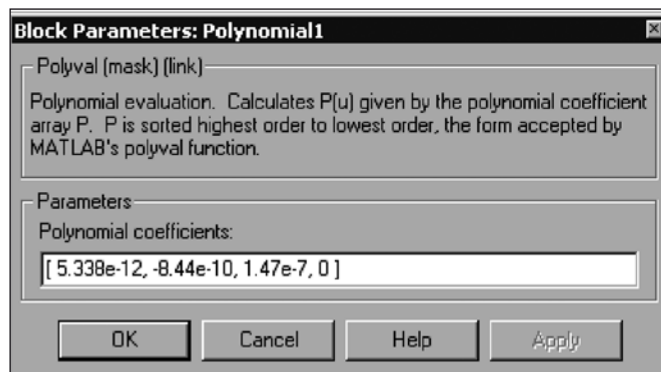 Block Parameters: Polynomial1
Polyval (mask) (link)
Polynomial evaluation. Calculates P(u) given by the polynomial coefficient
array P. P is sorted highest order to lowest order, the form accepted by
MATLAB's polyval function.
Parameters
Polynomial coefficients:
[ 5.338e-12, -8.44e-10, 1.47e-7, 0 ]
OK Cancel Help Apply